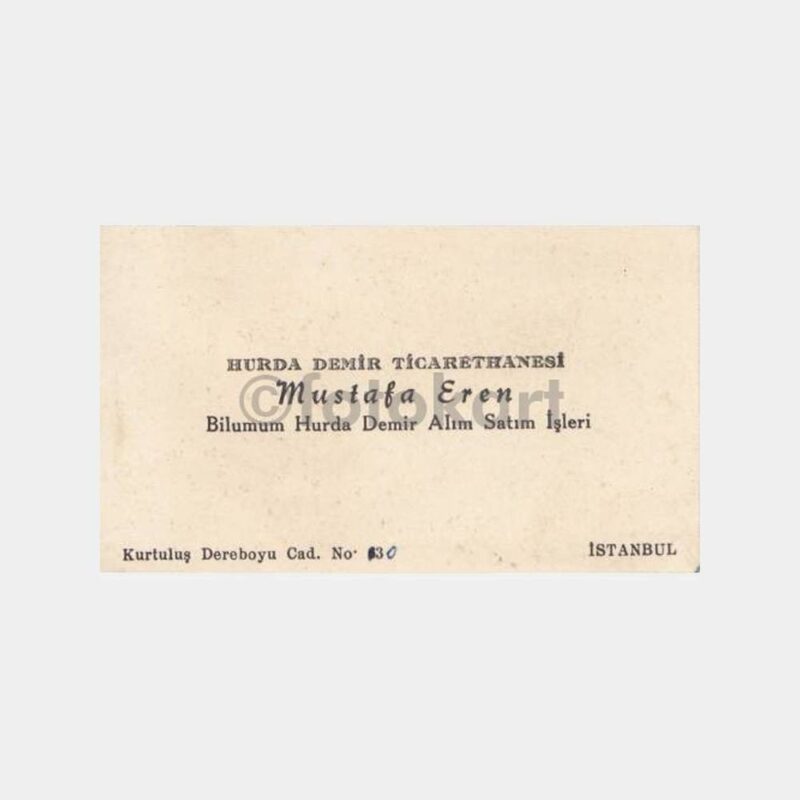 HURDA DEMİR TİCARETHANESİ
Mustafa Eren
©fotokart
Bilumum Hurda Demir Alım Satım İşleri
Kurtuluş Dereboyu Cad. No. 30
İSTANBUL